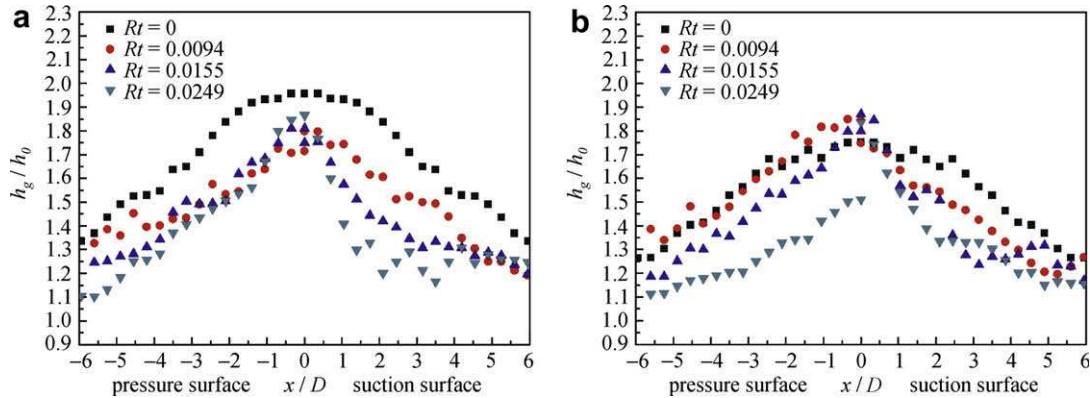 a
2.3
2.2
2.1
2.0
1.9
1.8
1.7
1.6
1.5
1.4
1.3
1.2
1.1
1.0
0.9
h_g / h_0
Rt = 0
Rt = 0.0094
Rt = 0.0155
Rt = 0.0249
−6 −5 −4 −3 −2 −1 0 1 2 3 4 5 6
pressure surface x / D suction surface
b
2.3
2.2
2.1
2.0
1.9
1.8
1.7
1.6
1.5
1.4
1.3
1.2
1.1
1.0
0.9
h_g / h_0
Rt = 0
Rt = 0.0094
Rt = 0.0155
Rt = 0.0249
−6 −5 −4 −3 −2 −1 0 1 2 3 4 5 6
pressure surface x / D suction surface